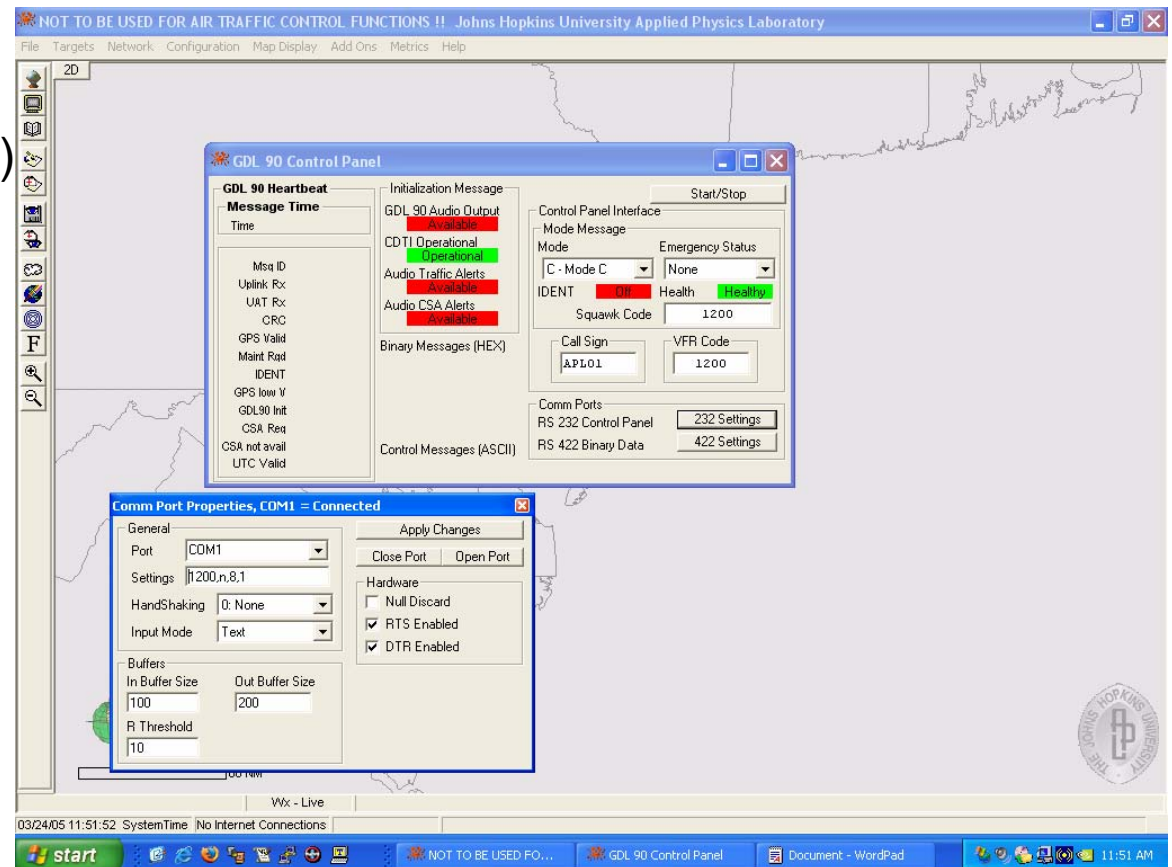 NOT TO BE USED FOR AIR TRAFFIC CONTROL FUNCTIONS !! Johns Hopkins University Applied Physics Laboratory
File Targets Network Configuration Map Display Add Ons Metrics Help
2D
)
F
GDL 90 Control Panel
GDL 90 Heartbeat
Message Time
Time
Msg ID
Uplink Rx
UAT Rx
CRC
GPS Valid
Maint Rqd
IDENT
GPS low V
GDL90 Init
CSA Req
CSA not avail
UTC Valid
Initialization Message
GDL 90 Audio Output
Available
CDTI Operational
Operational
Audio Traffic Alerts
Available
Audio CSA Alerts
Available
Binary Messages (HEX)
Control Messages (ASCII)
Start/Stop
Control Panel Interface
Mode Message
Mode Emergency Status
C - Mode C None
IDENT Off Health Healthy
Squawk Code 1200
Call Sign VFR Code
APL01 1200
Comm Ports
RS 232 Control Panel 232 Settings
RS 422 Binary Data 422 Settings
Comm Port Properties, COM1 = Connected
General
Port COM1
Settings 1200,n,8,1
HandShaking 0: None
Input Mode Text
Buffers
In Buffer Size Out Buffer Size
100 200
R Threshold
10
Apply Changes
Close Port Open Port
Hardware
Null Discard
RTS Enabled
DTR Enabled
THE JOHNS HOPKINS UNIVERSITY
Wx - Live
03/24/05 11:51:52 SystemTime No Internet Connections
start NOT TO BE USED FO... GDL 90 Control Panel Document - WordPad 11:51 AM